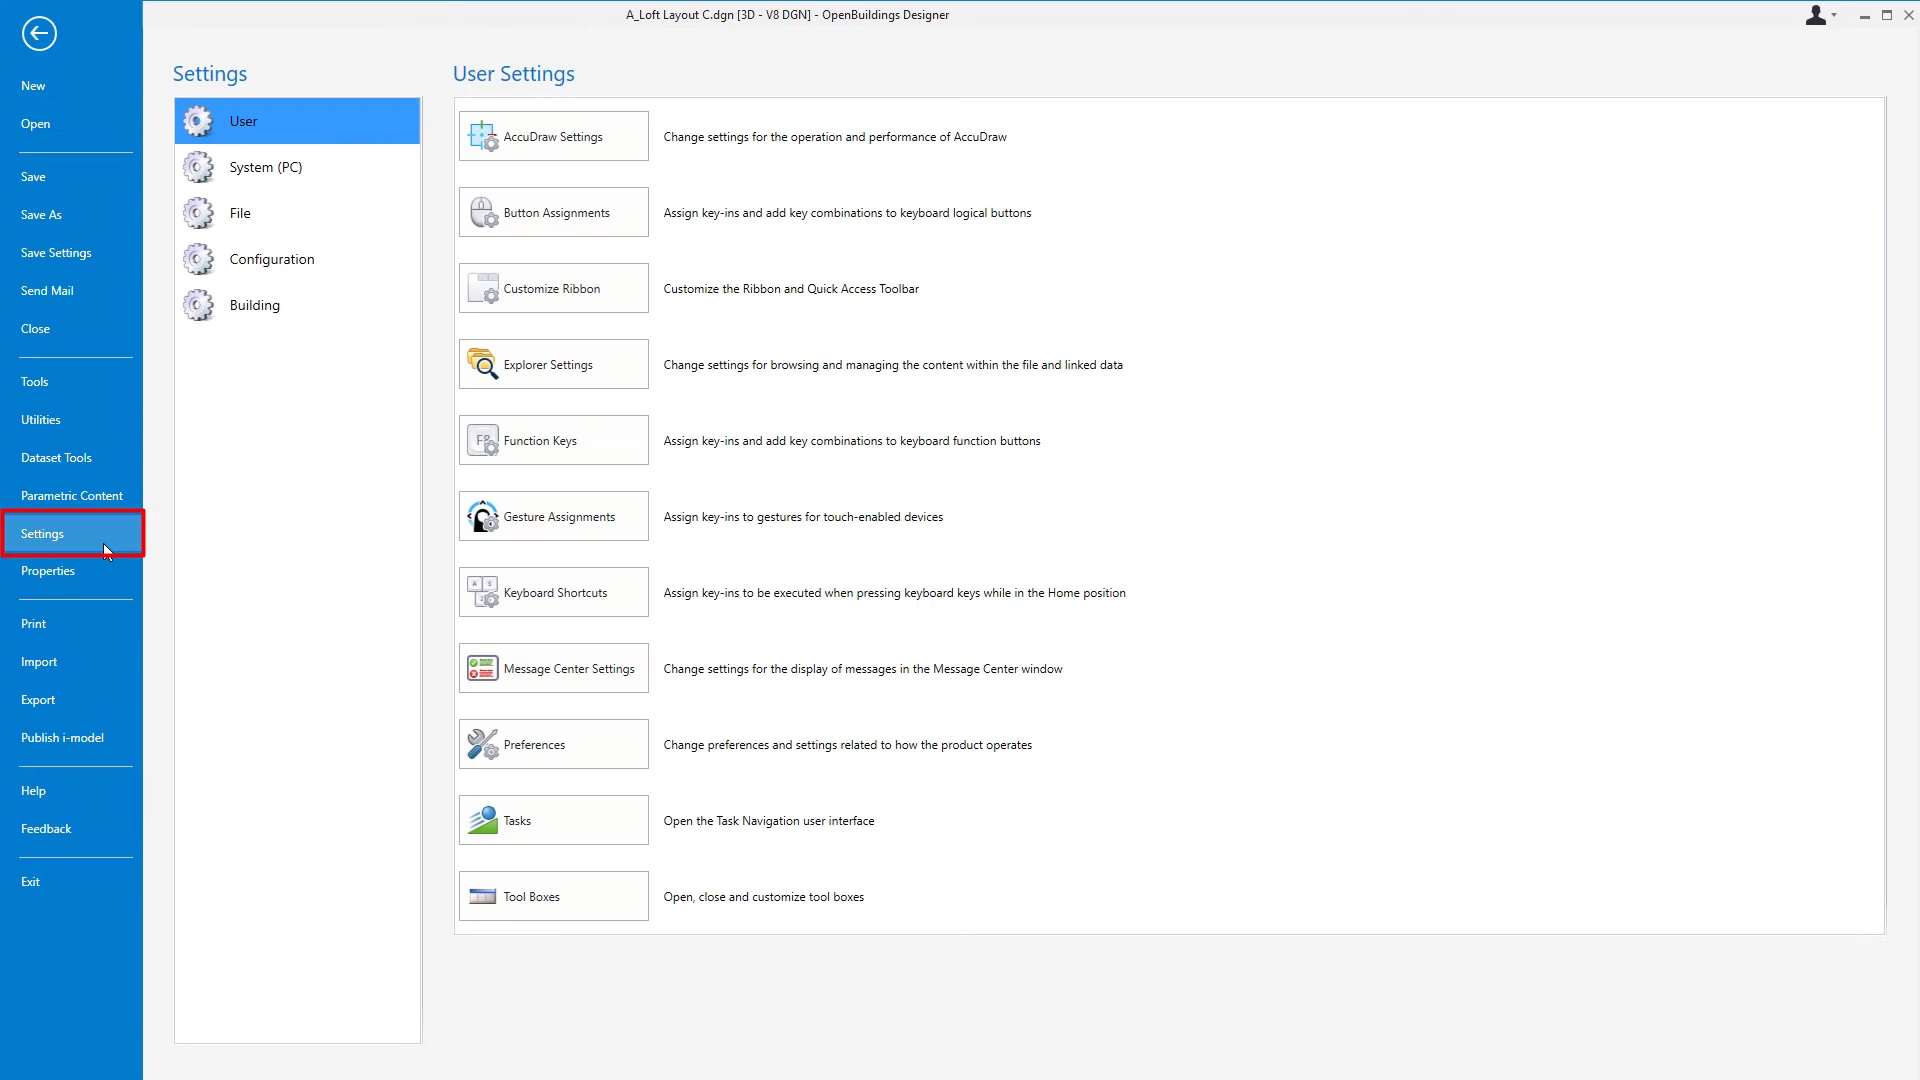 A_Loft Layout C.dgn [3D - V8 DGN] - OpenBuildings Designer
New
Open
Save
Save As
Save Settings
Send Mail
Close
Tools
Utilities
Dataset Tools
Parametric Content
Settings
Properties
Print
Import
Export
Publish i-model
Help
Feedback
Exit
Settings
User
System (PC)
File
Configuration
Building
User Settings
AccuDraw Settings Change settings for the operation and performance of AccuDraw
Button Assignments Assign key-ins and add key combinations to keyboard logical buttons
Customize Ribbon Customize the Ribbon and Quick Access Toolbar
Explorer Settings Change settings for browsing and managing the content within the file and linked data
F8 Function Keys Assign key-ins and add key combinations to keyboard function buttons
Gesture Assignments Assign key-ins to gestures for touch-enabled devices
A S Keyboard Shortcuts Assign key-ins to be executed when pressing keyboard keys while in the Home position
Message Center Settings Change settings for the display of messages in the Message Center window
Preferences Change preferences and settings related to how the product operates
Tasks Open the Task Navigation user interface
Tool Boxes Open, close and customize tool boxes